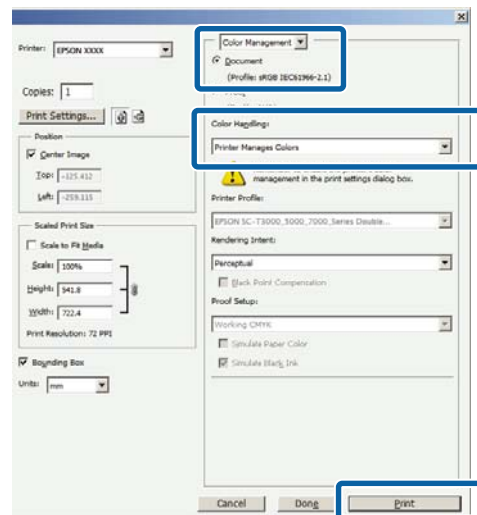 Printer: EPSON XXXX
Copies: 1
Print Settings...
Position
Center Image
Top: -125.412
Left: -259.115
Scaled Print Size
Scale to Fit Media
Scale: 100%
Height: 541.8
Width: 722.4
Print Resolution: 72 PPI
Bounding Box
Units: mm
Color Management
Document
(Profile: sRGB IEC61966-2.1)
Color Handling:
Printer Manages Colors
management in the print settings dialog box.
Printer Profile:
EPSON SC-T3000_5000_7000_Series Double...
Rendering Intent:
Perceptual
Black Point Compensation
Proof Setup:
Working CMYK
Simulate Paper Color
Simulate Black Ink
Cancel
Done
Print